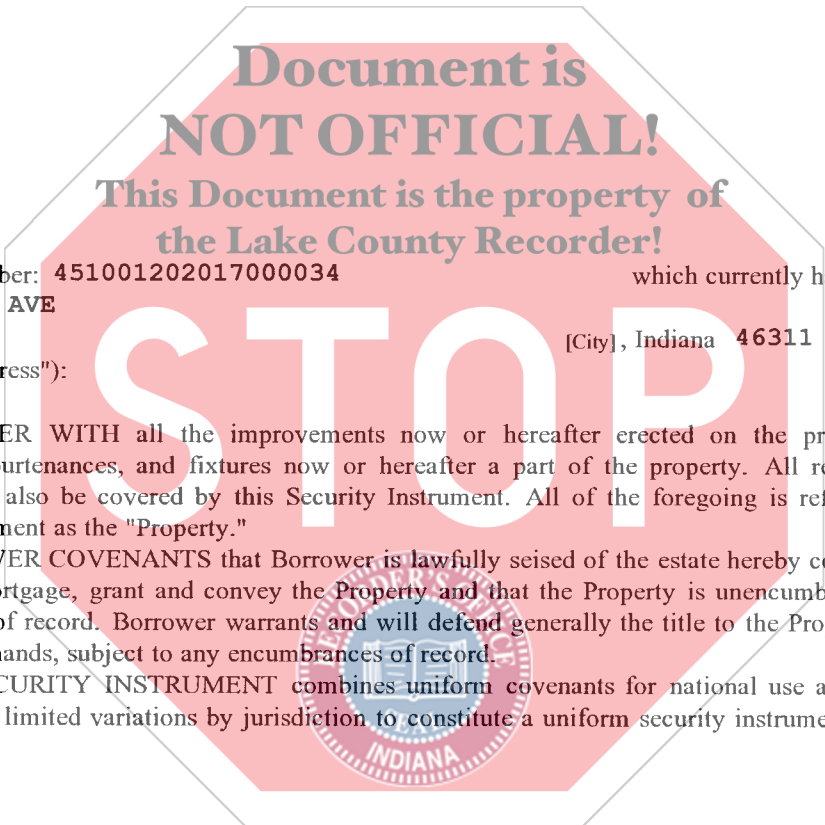 Document is
NOT OFFICIAL!
This Document is the property of
the Lake County Recorder!
ber: 451001202017000034 which currently h
AVE
[City], Indiana 46311
ress"):
STOP
ER WITH all the improvements now or hereafter erected on the pr
urtenances, and fixtures now or hereafter a part of the property. All re
also be covered by this Security Instrument. All of the foregoing is ref
ment as the "Property."
VER COVENANTS that Borrower is lawfully seised of the estate hereby co
ortgage, grant and convey the Property and that the Property is unencumb
of record. Borrower warrants and will defend generally the title to the Pro
nands, subject to any encumbrances of record.
CURITY INSTRUMENT combines uniform covenants for national use a
limited variations by jurisdiction to constitute a uniform security instrume
RECORDER'S OFFICE
SEAL
INDIANA